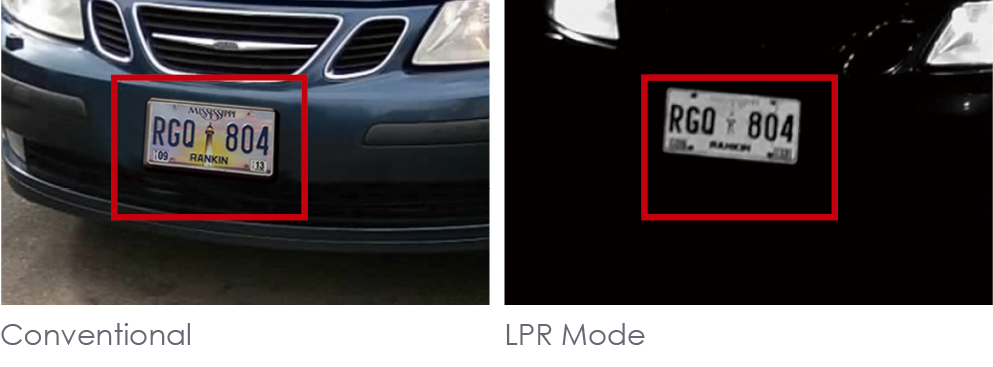 MISSISSIPPI
RGQ 804
RANKIN
09 13
RGQ 804
RANKIN
Conventional
LPR Mode